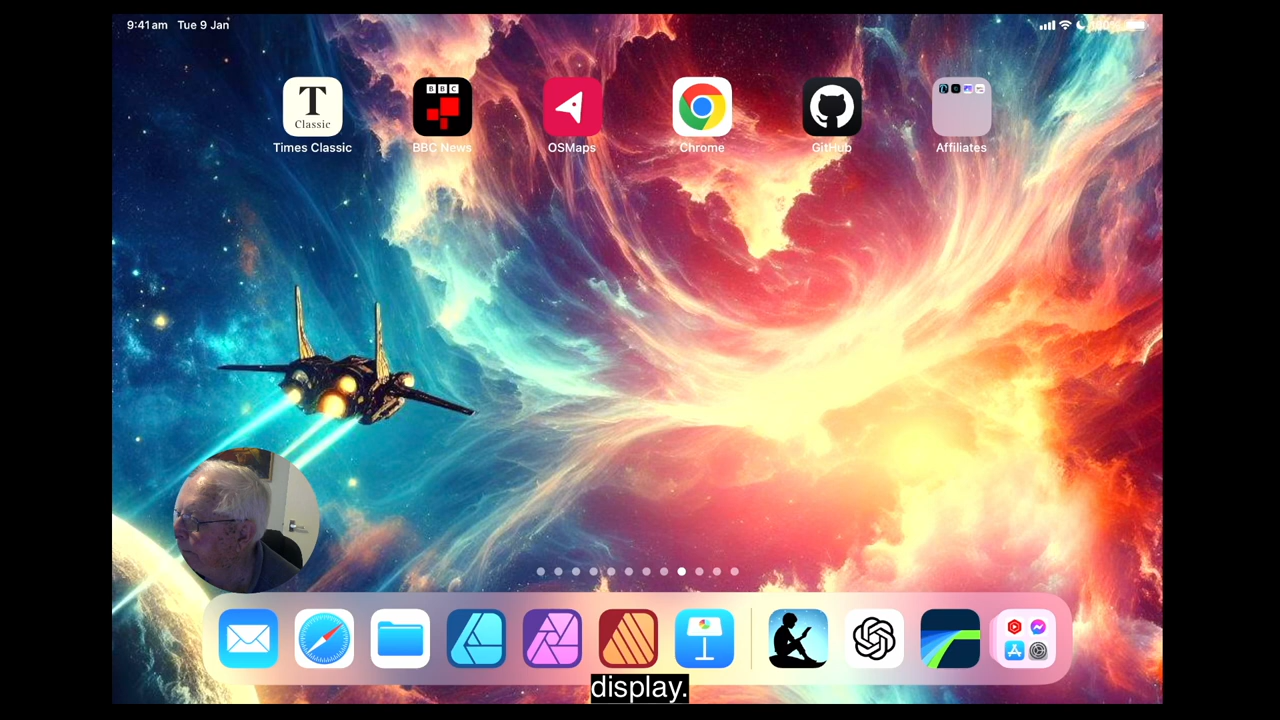 9:41 am Tue 9 Jan
T
Classic
BBC
Times Classic
BBC News
OSMaps
Chrome
GitHub
Affiliates
display.